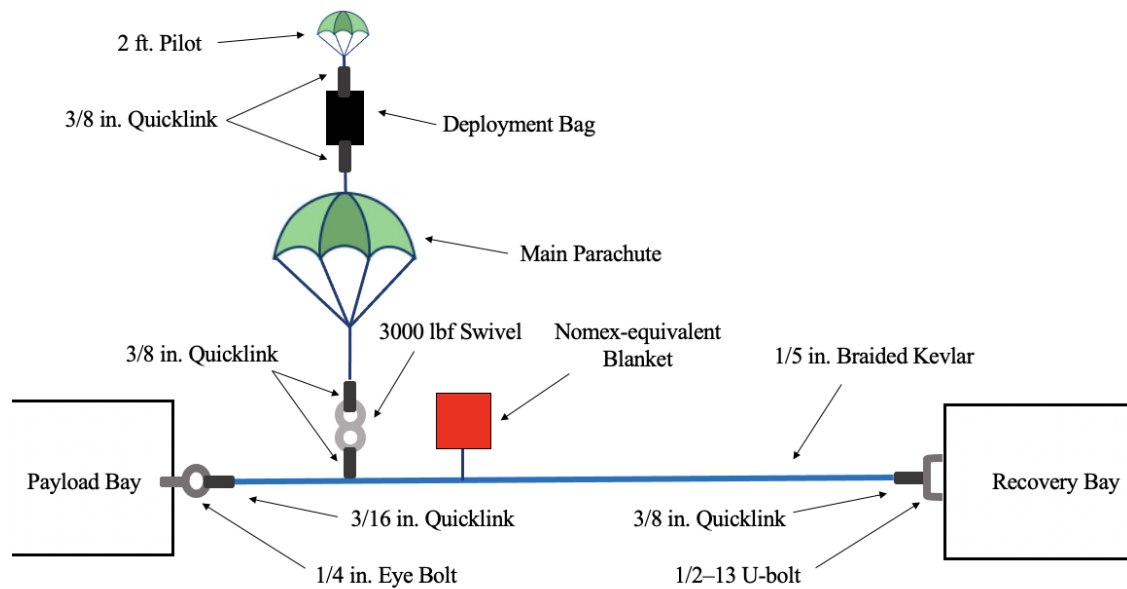 2 ft. Pilot
3/8 in. Quicklink
Deployment Bag
Main Parachute
3000 lbf Swivel
Nomex-equivalent
Blanket
3/8 in. Quicklink
1/5 in. Braided Kevlar
Payload Bay
Recovery Bay
3/16 in. Quicklink
3/8 in. Quicklink
1/4 in. Eye Bolt
1/2–13 U-bolt